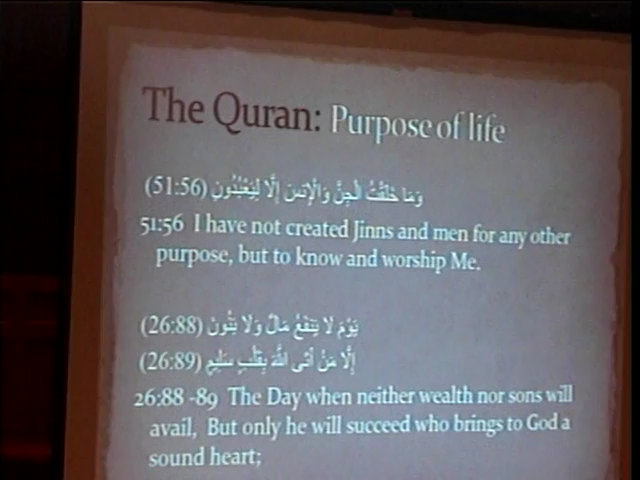 The Quran: Purpose of life
وَمَا خَلَقْتُ الْجِنَّ وَالْإِنسَ إِلَّا لِيَعْبُدُونِ (51:56)
51:56 I have not created Jinns and men for any other
purpose, but to know and worship Me.
يَوْمَ لَا يَنفَعُ مَالٌ وَلَا بَنُونَ (26:88)
إِلَّا مَنْ أَتَى اللَّهَ بِقَلْبٍ سَلِيمٍ (26:89)
26:88 -89 The Day when neither wealth nor sons will
avail, But only he will succeed who brings to God a
sound heart;